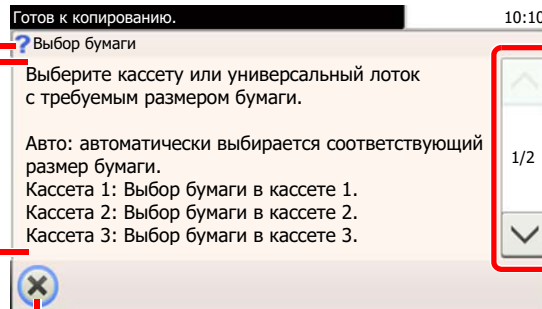 Готов к копированию. 10:10
?Выбор бумаги
Выберите кассету или универсальный лоток
с требуемым размером бумаги.
Авто: автоматически выбирается соответствующий
размер бумаги.
1/2
Кассета 1: Выбор бумаги в кассете 1.
Кассета 2: Выбор бумаги в кассете 2.
Кассета 3: Выбор бумаги в кассете 3.